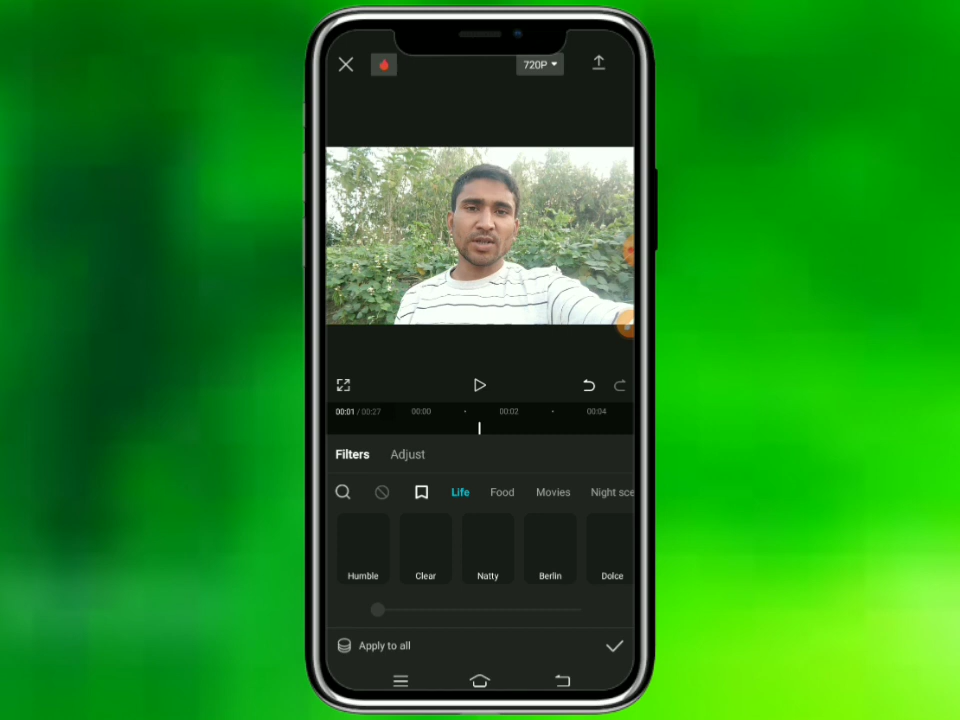 720P
00:01 / 00:27 00:00 00:02 00:04
Filters Adjust
Life Food Movies Night sce
Humble Clear Natty Berlin Dolce
Apply to all